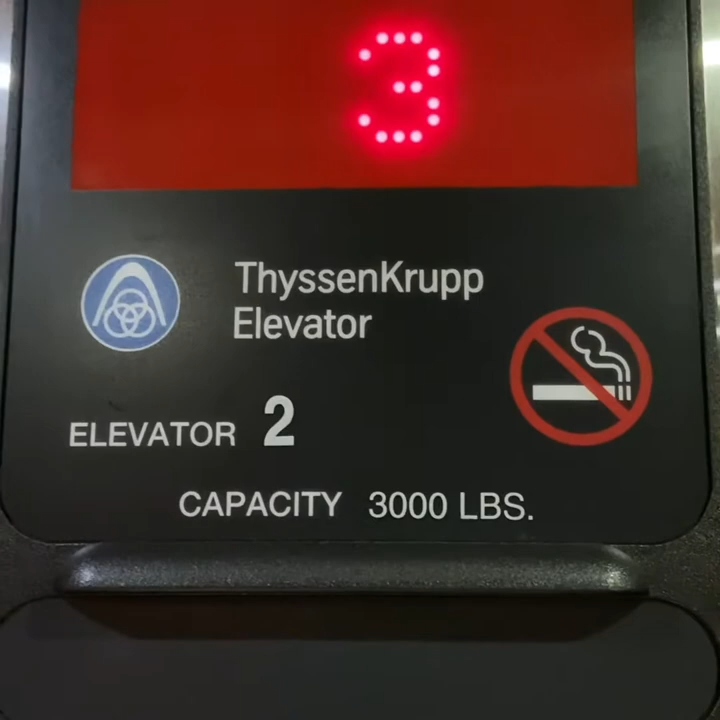 3
ThyssenKrupp
Elevator
ELEVATOR 2
CAPACITY 3000 LBS.